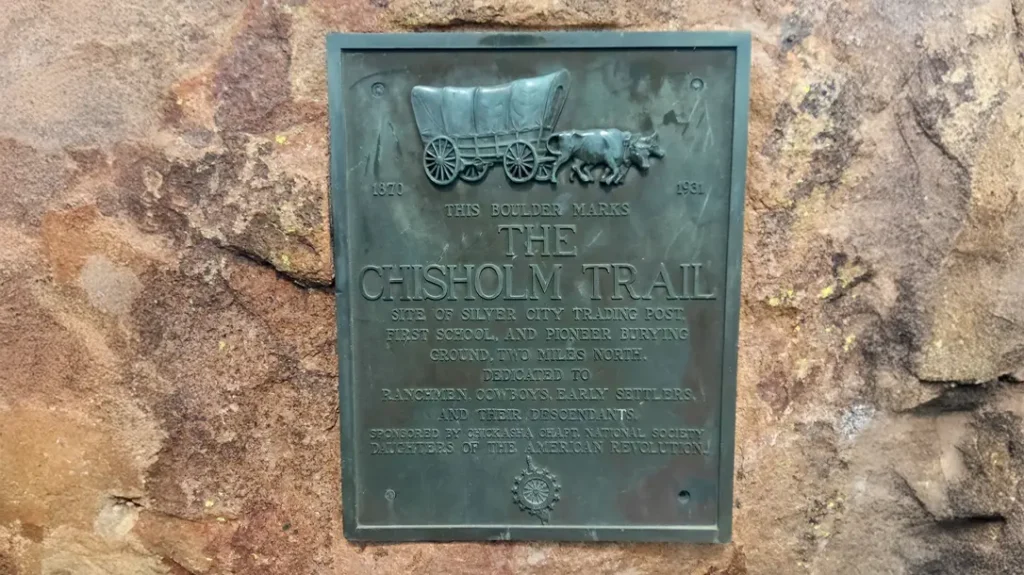 1870 1931
THIS BOULDER MARKS
THE
CHISHOLM TRAIL
SITE OF SILVER CITY TRADING POST,
FIRST SCHOOL, AND PIONEER BURYING
GROUND, TWO MILES NORTH.
DEDICATED TO
RANCHMEN, COWBOYS, EARLY SETTLERS,
AND THEIR DESCENDANTS.
SPONSORED BY CHICKASHA CHAPT. NATIONAL SOCIETY
DAUGHTERS OF THE AMERICAN REVOLUTION.